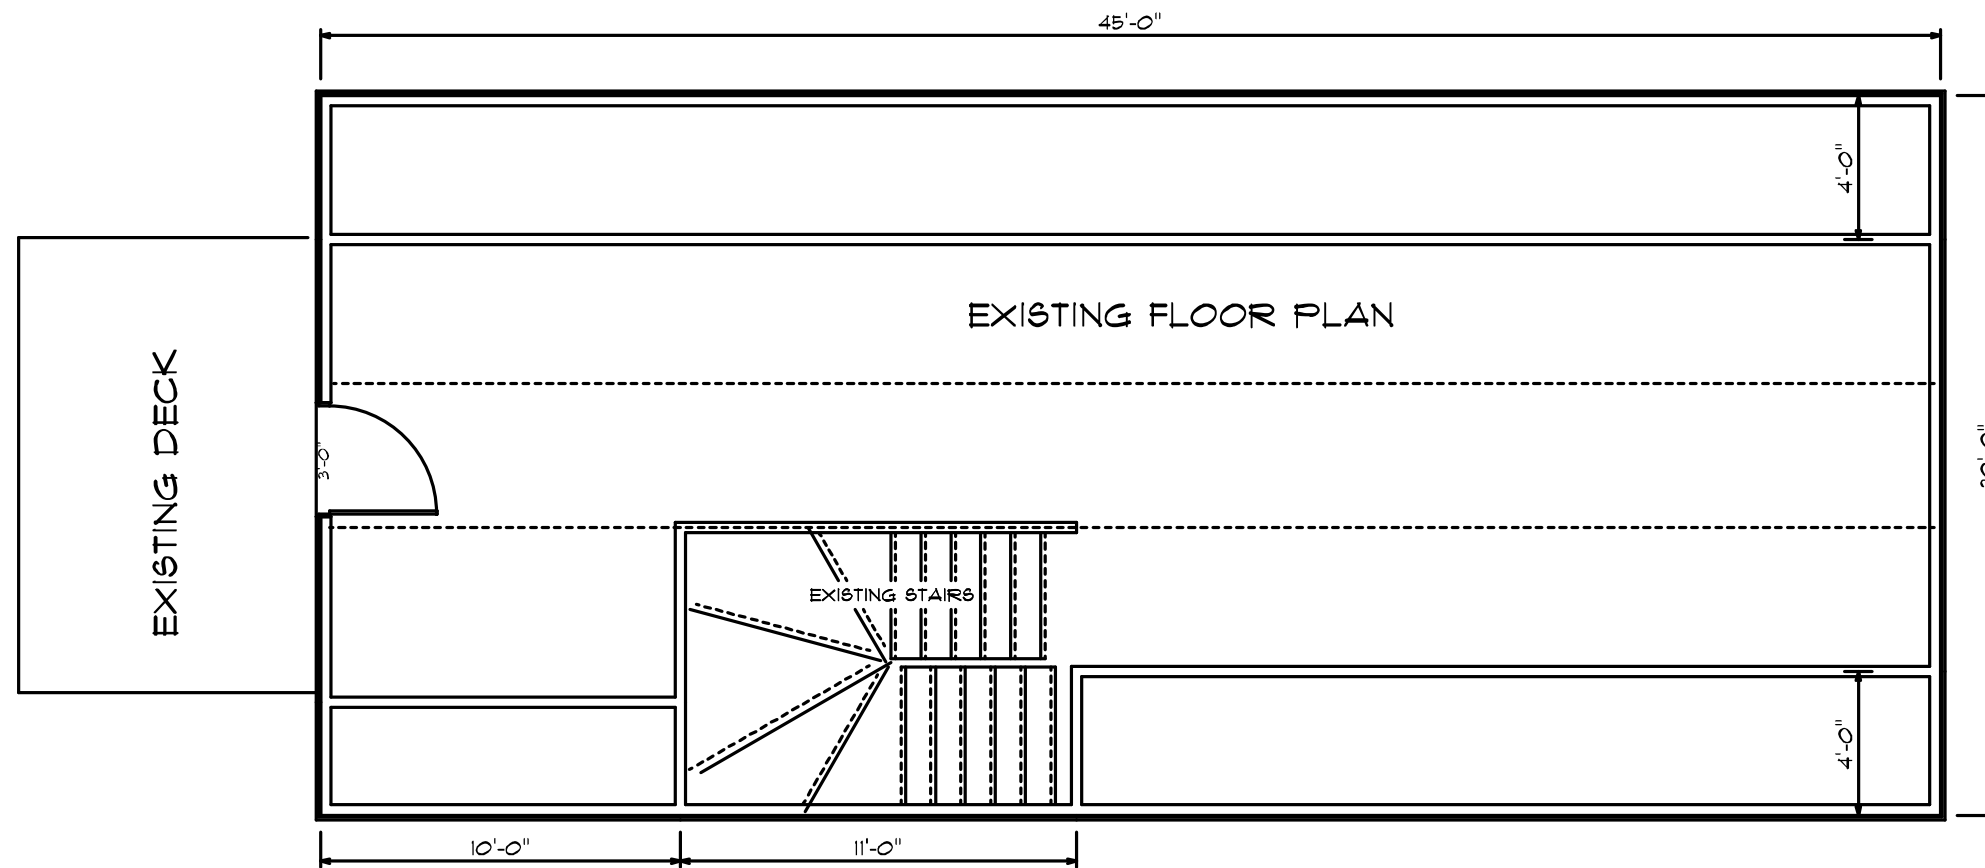 45'-0"
4'-0"
EXISTING FLOOR PLAN
EXISTING DECK
3'-0"
EXISTING STAIRS
4'-0"
10'-0"
11'-0"